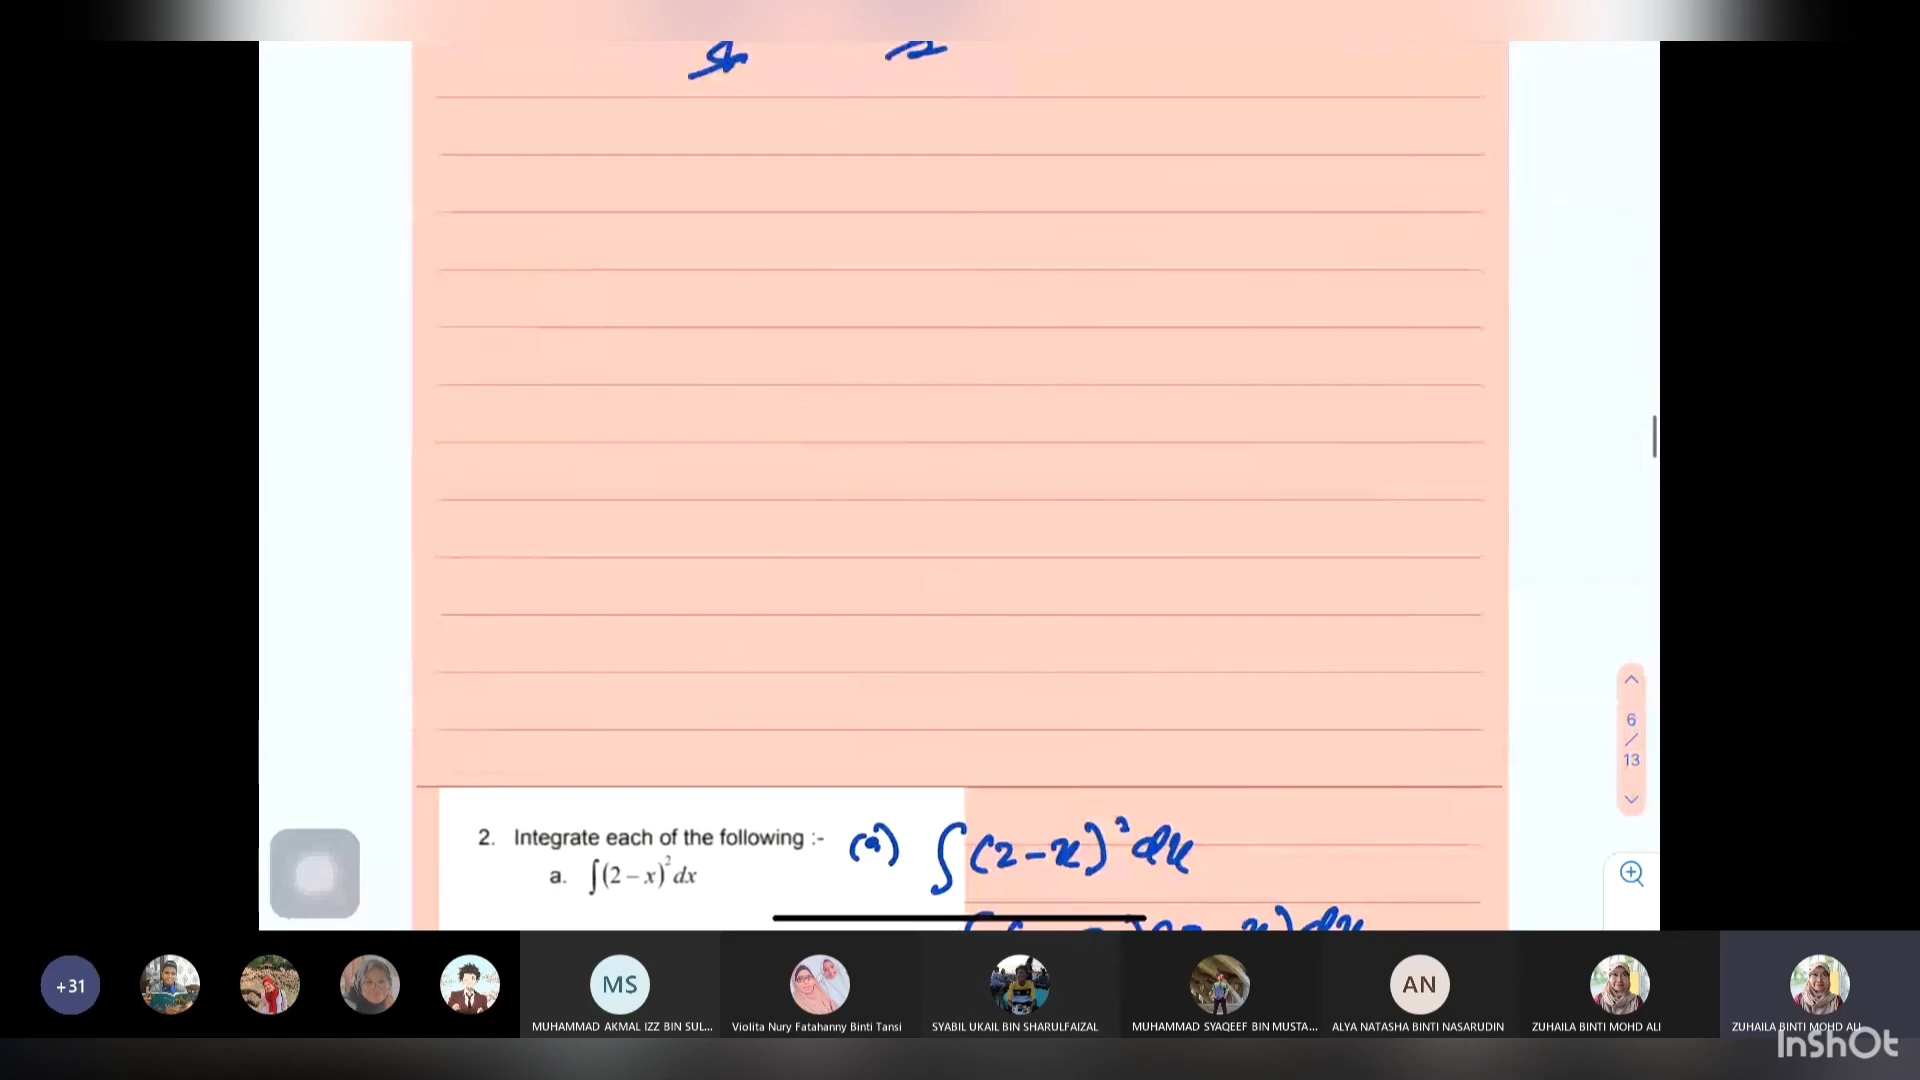 6
/
13
2. Integrate each of the following :- (a) ∫(2-x)² dx
a. ∫(2-x)² dx
+31
MS
AN
MUHAMMAD AKMAL IZZ BIN SUL...
Violita Nury Fatahanny Binti Tansi
SYABIL UKAIL BIN SHARULFAIZAL
MUHAMMAD SYAQEEF BIN MUSTA...
ALYA NATASHA BINTI NASARUDIN
ZUHAILA BINTI MOHD ALI
ZUHAILA BINTI MOHD ALI
InShOt